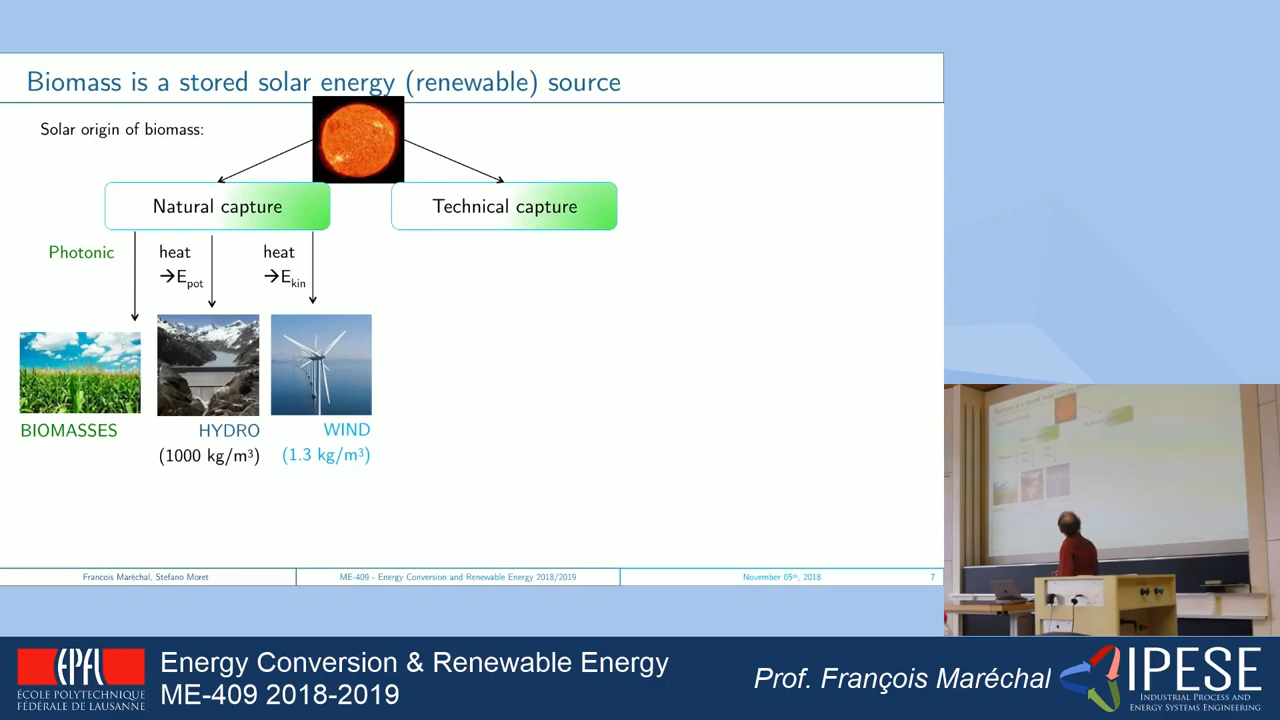 Biomass is a stored solar energy (renewable) source
Solar origin of biomass:
Natural capture
Technical capture
Photonic
heat
→Epot
heat
→Ekin
BIOMASSES
HYDRO
(1000 kg/m³)
WIND
(1.3 kg/m³)
Francois Maréchal, Stefano Moret
ME-409 - Energy Conversion and Renewable Energy 2018/2019
November 05th, 2018
7
EPFL
ÉCOLE POLYTECHNIQUE
FÉDÉRALE DE LAUSANNE
Energy Conversion & Renewable Energy
ME-409 2018-2019
Prof. François Maréchal
IPESE
INDUSTRIAL PROCESS AND
ENERGY SYSTEMS ENGINEERING